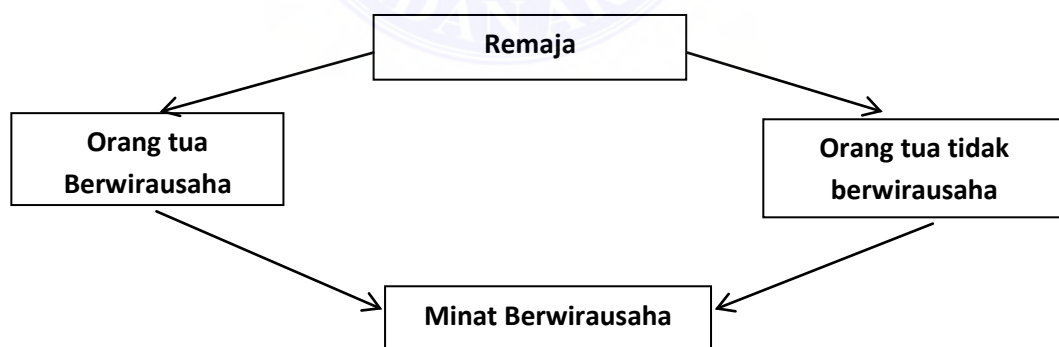 Remaja
Orang tua
Berwirausaha
Orang tua tidak
berwirausaha
Minat Berwirausaha